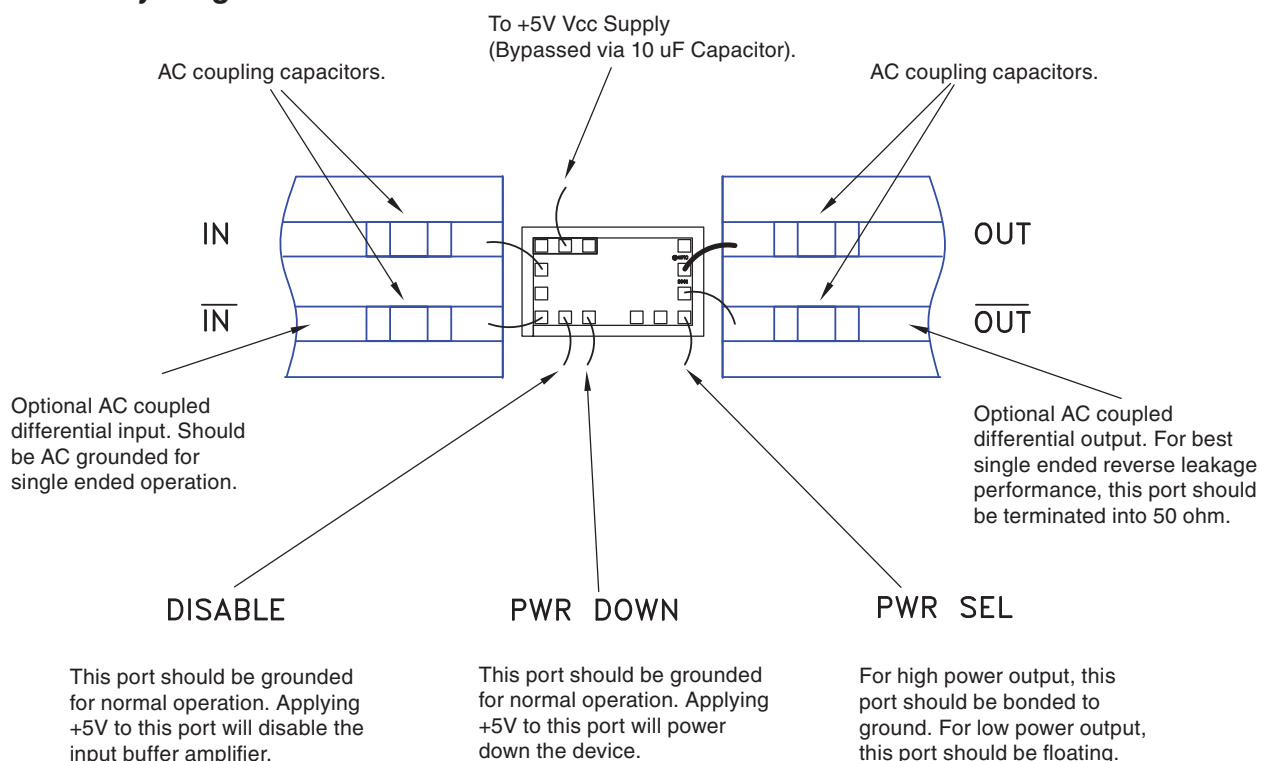 To +5V Vcc Supply
(Bypassed via 10 uF Capacitor).
AC coupling capacitors.
AC coupling capacitors.
IN
OUT
I̅N̅
O̅U̅T̅
Optional AC coupled
differential input. Should
be AC grounded for
single ended operation.
Optional AC coupled
differential output. For best
single ended reverse leakage
performance, this port should
be terminated into 50 ohm.
DISABLE
PWR DOWN
PWR SEL
This port should be grounded
for normal operation. Applying
+5V to this port will disable the
input buffer amplifier.
This port should be grounded
for normal operation. Applying
+5V to this port will power
down the device.
For high power output, this
port should be bonded to
ground. For low power output,
this port should be floating.